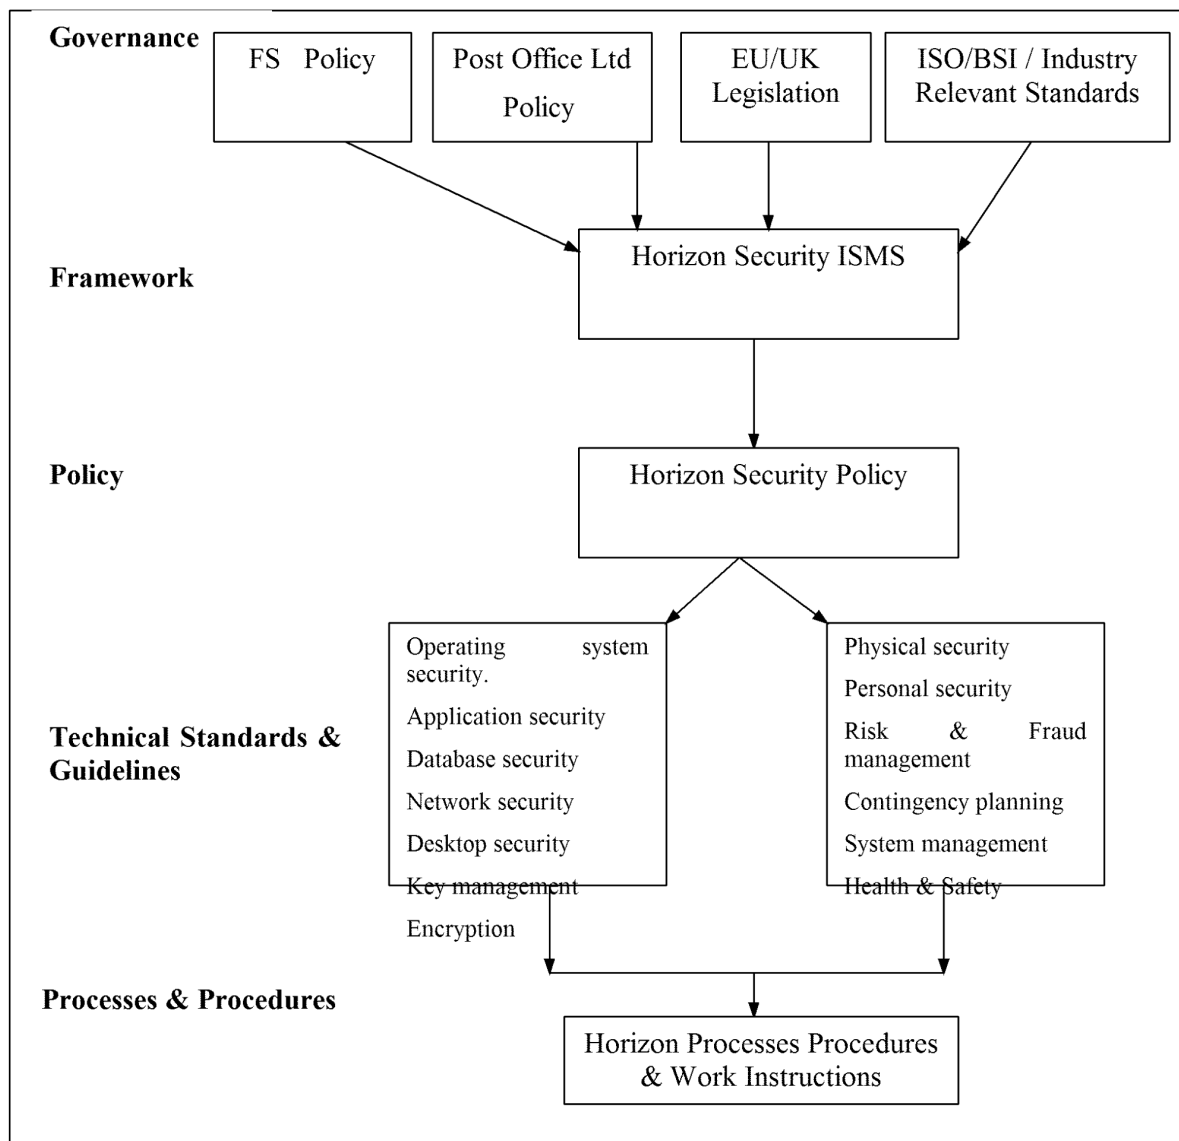 Governance
FS Policy
Post Office Ltd
Policy
EU/UK
Legislation
ISO/BSI / Industry
Relevant Standards
Framework
Horizon Security ISMS
Policy
Horizon Security Policy
Technical Standards &
Guidelines
Operating system
security.
Application security
Database security
Network security
Desktop security
Key management
Encryption
Physical security
Personal security
Risk & Fraud
management
Contingency planning
System management
Health & Safety
Processes & Procedures
Horizon Processes Procedures
& Work Instructions